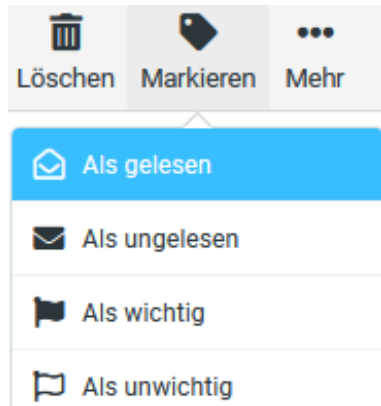 Löschen Markieren Mehr
Als gelesen
Als ungelesen
Als wichtig
Als unwichtig